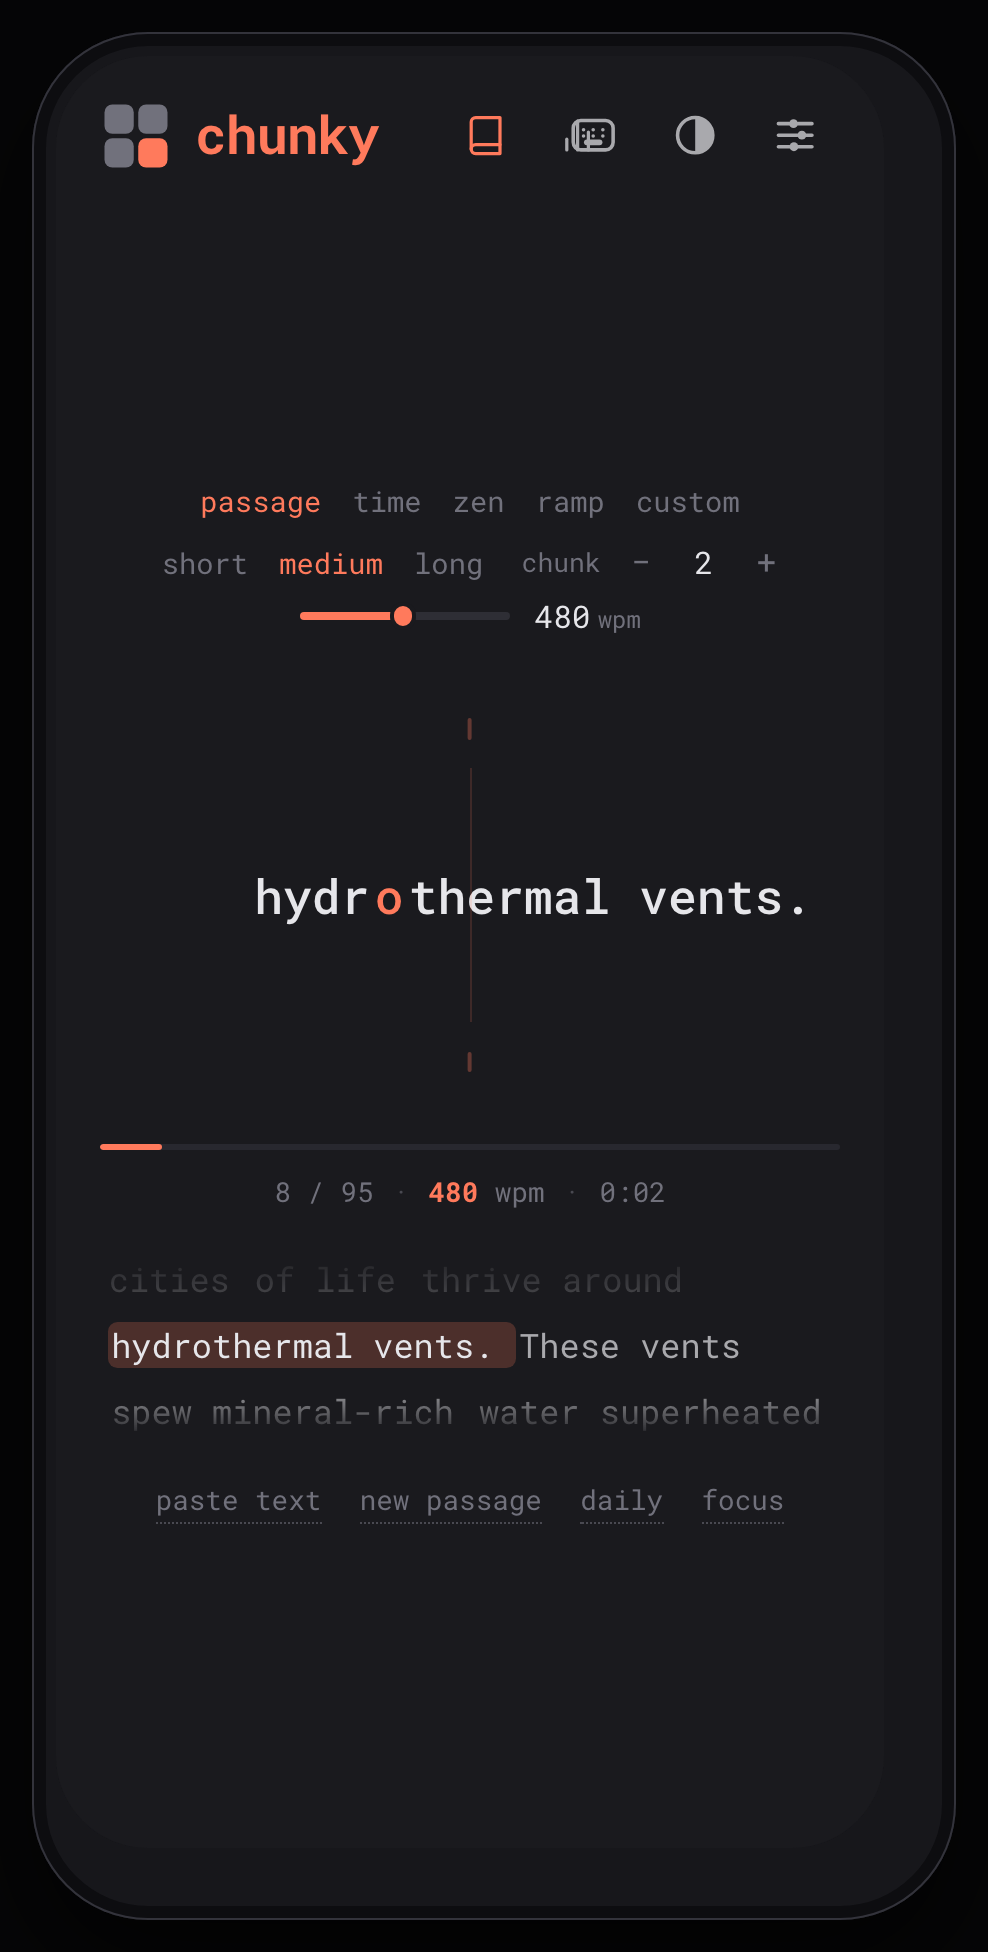 chunky
passage time zen ramp custom
short medium long chunk − 2 +
480 wpm
hydrothermal vents.
8 / 95 · 480 wpm · 0:02
cities of life thrive around
hydrothermal vents. These vents
spew mineral-rich water superheated
paste text new passage daily focus